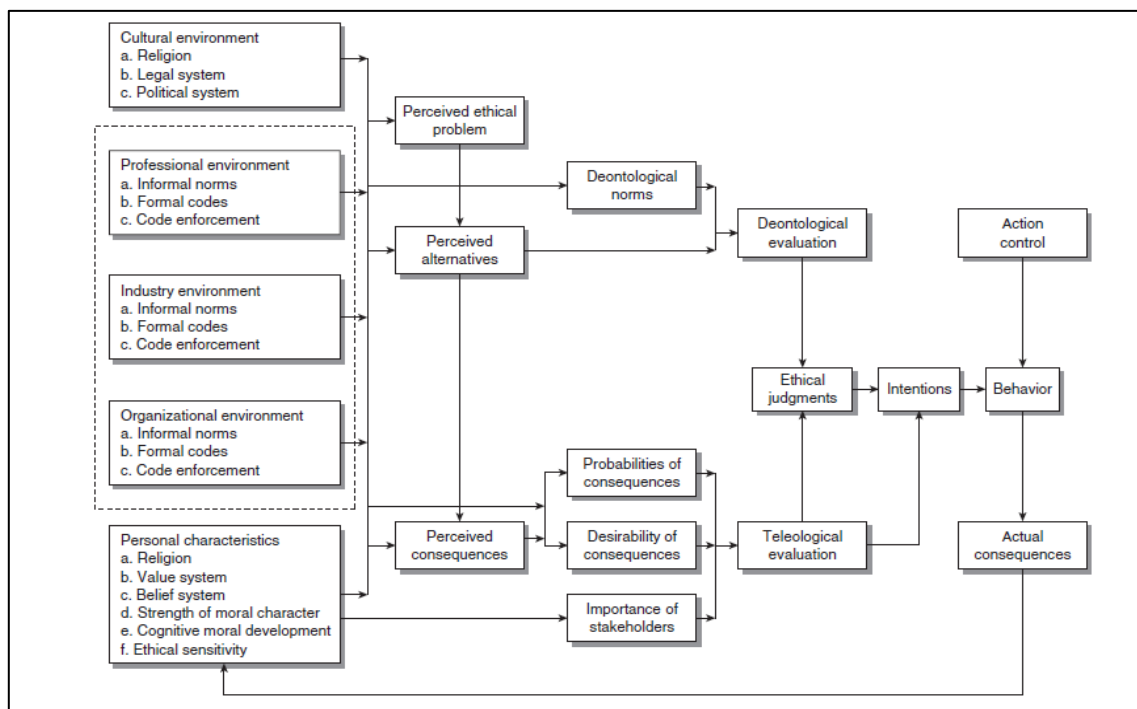 Cultural environment
a. Religion
b. Legal system
c. Political system
Professional environment
a. Informal norms
b. Formal codes
c. Code enforcement
Industry environment
a. Informal norms
b. Formal codes
c. Code enforcement
Organizational environment
a. Informal norms
b. Formal codes
c. Code enforcement
Personal characteristics
a. Religion
b. Value system
c. Belief system
d. Strength of moral character
e. Cognitive moral development
f. Ethical sensitivity
Perceived ethical
problem
Perceived
alternatives
Perceived
consequences
Deontological
norms
Probabilities of
consequences
Desirability of
consequences
Importance of
stakeholders
Deontological
evaluation
Ethical
judgments
Teleological
evaluation
Intentions
Action
control
Behavior
Actual
consequences